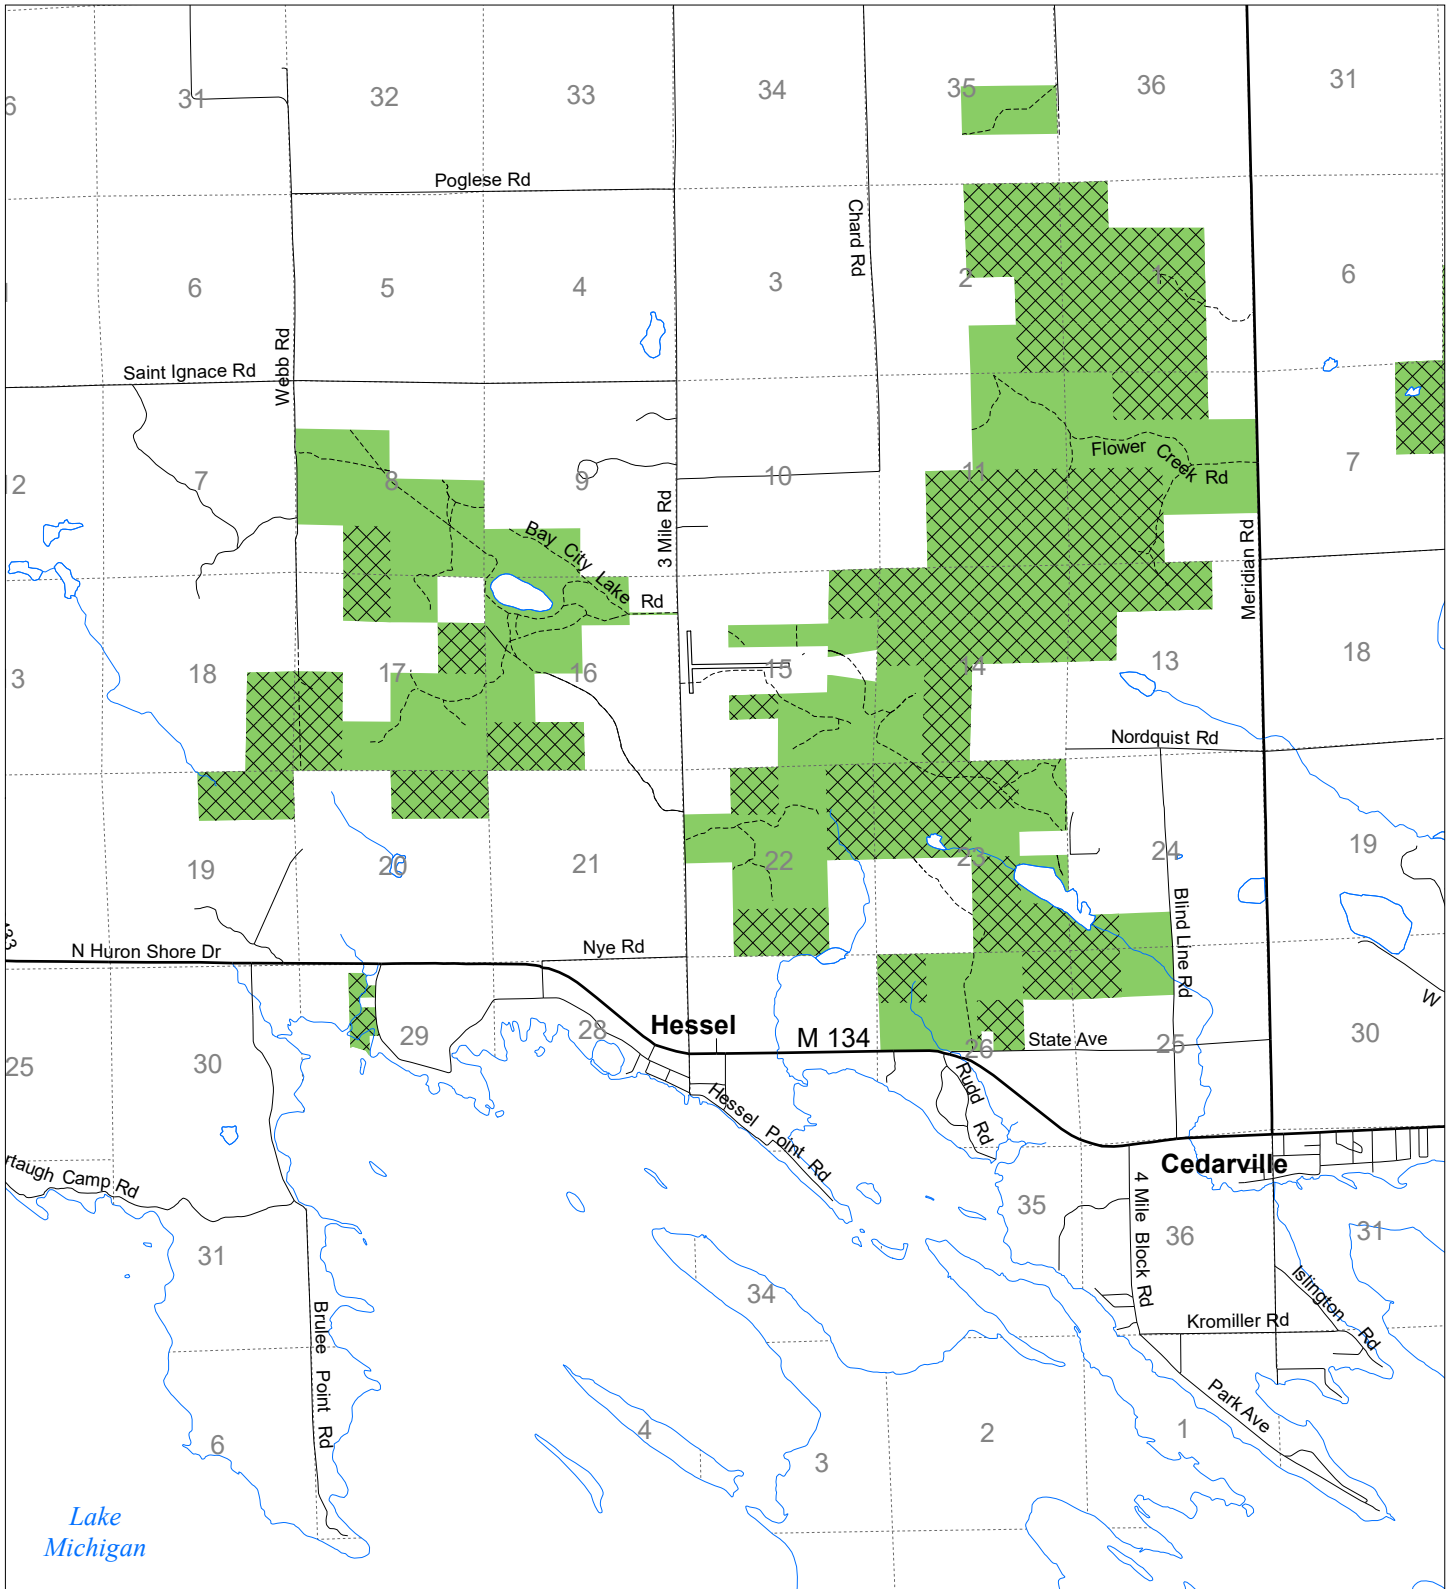 31
32
33
34
35
36
31
6
Poglese Rd
Chard Rd
6
5
4
3
2
1
6
Webb Rd
Saint Ignace Rd
Flower Creek Rd
12
7
8
9
10
11
7
3 Mile Rd
Bay City Lake Rd
Meridian Rd
3
18
17
16
15
14
13
18
Nordquist Rd
19
20
21
22
23
24
19
Blind Line Rd
N Huron Shore Dr
Nye Rd
W
Hessel
M 134
State Ave
25
30
29
28
26
25
30
Rudd Rd
Hessel Point Rd
Cedarville
rtaugh Camp Rd
4 Mile Block Rd
35
36
31
31
34
Islington Rd
Kromiller Rd
Brulee Point Rd
Park Ave
6
4
3
2
1
Lake
Michigan